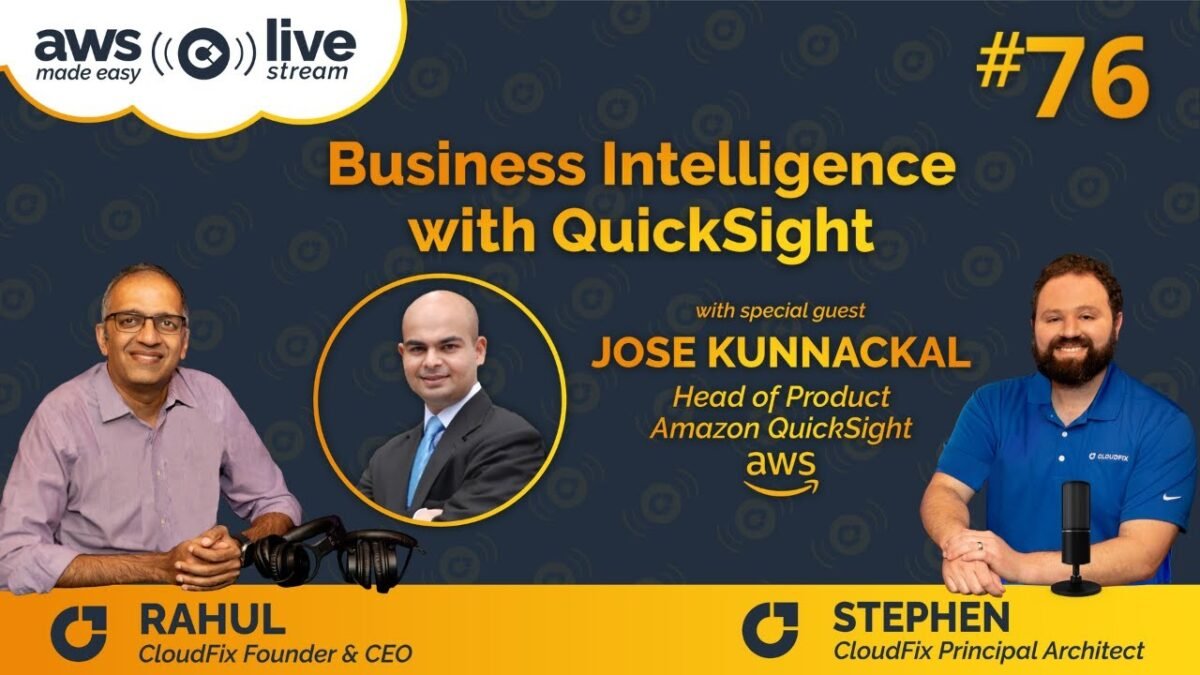 aws live
made easy stream
#76
Business Intelligence
with QuickSight
with special guest
JOSE KUNNACKAL
Head of Product
Amazon QuickSight
aws
CLOUDFIX
RAHUL
CloudFix Founder & CEO
STEPHEN
CloudFix Principal Architect